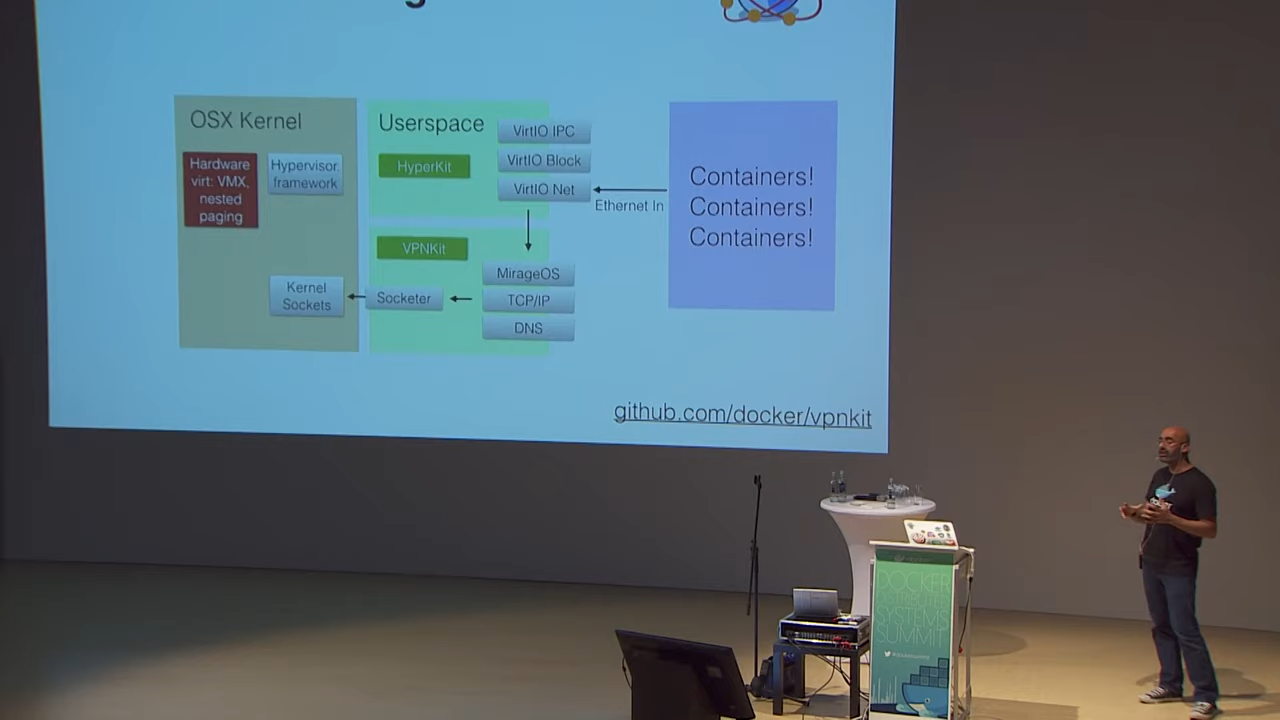 OSX Kernel
Hardware
virt: VMX,
nested
paging
Hypervisor.
framework
Kernel
Sockets
Userspace
HyperKit
VirtIO IPC
VirtIO Block
VirtIO Net
Ethernet In
VPNKit
MirageOS
Socketer
TCP/IP
DNS
Containers!
Containers!
Containers!
github.com/docker/vpnkit
DOCKER
DISTRIBUTED
SYSTEMS
SUMMIT